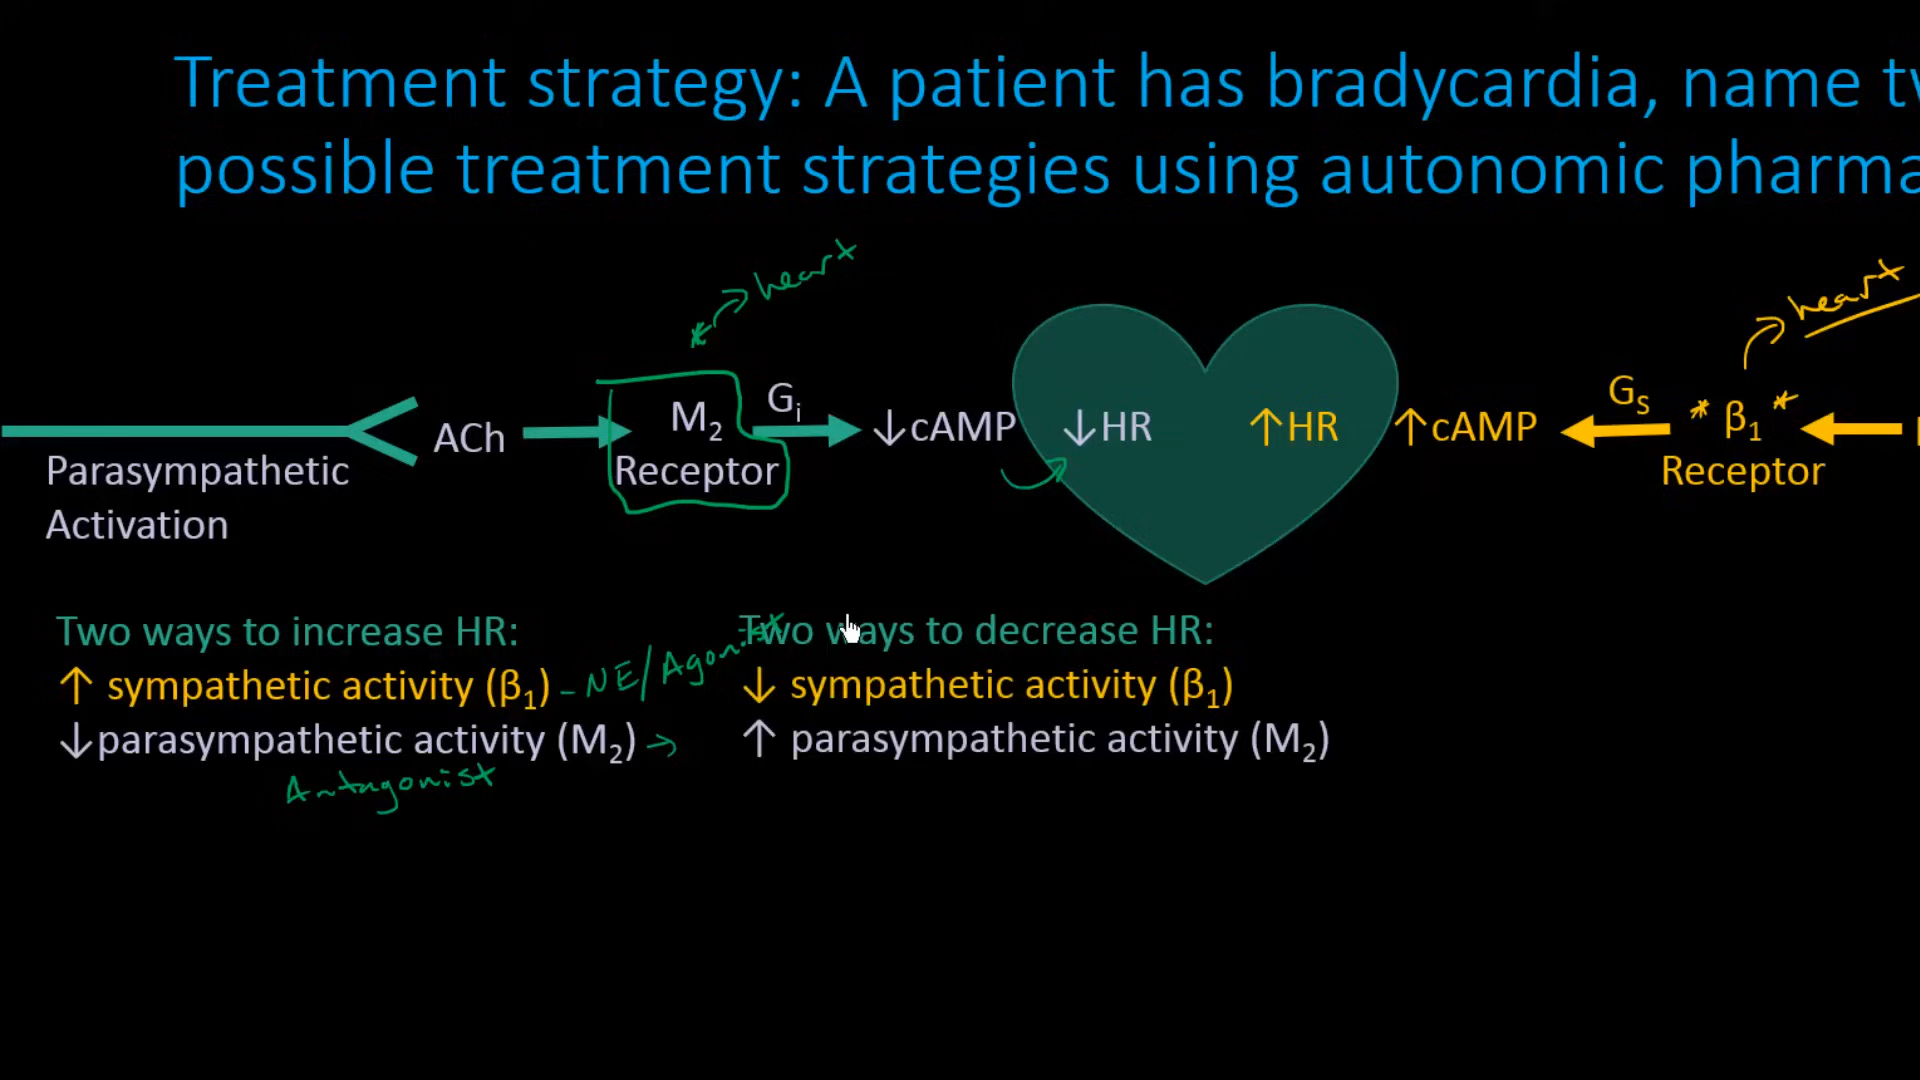 Treatment strategy: A patient has bradycardia, name tw
possible treatment strategies using autonomic pharma
heart
heart
ACh
M2
Receptor
Gi
↓cAMP
↓HR
↑HR
↑cAMP
GS
* β1 *
Receptor
Parasympathetic
Activation
Two ways to increase HR:
↑ sympathetic activity (β1) - NE/Agonist
↓parasympathetic activity (M2) →
Antagonist
Two ways to decrease HR:
↓ sympathetic activity (β1)
↑ parasympathetic activity (M2)